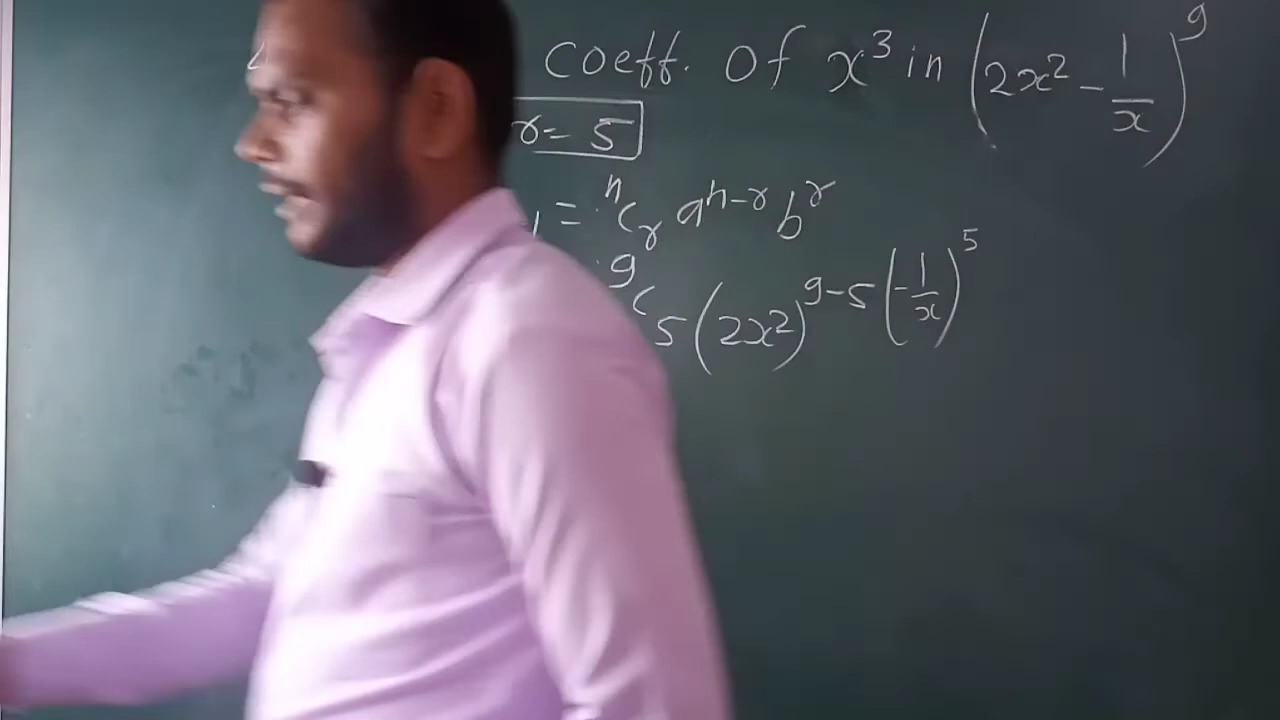 coeff. of x³ in (2x² - 1/x)⁹
r = 5
= ⁿCᵣ aⁿ⁻ʳ bʳ
⁹C₅ (2x²)⁹⁻⁵ (-1/x)⁵